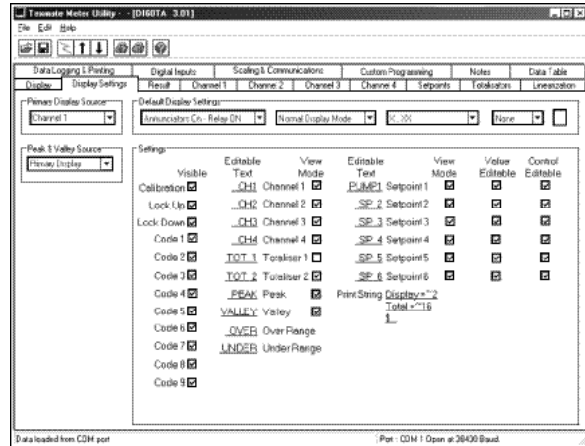 Texmate Meter Utility - - [DI60TA 3.01]
File Edit Help
Data Logging & Printing Digital Inputs Scaling & Communications Custom Programming Notes Data Table
Display Display Settings Result Channel 1 Channel 2 Channel 3 Channel 4 Setpoints Totalisators Linearization
Primary Display Source Default Display Settings
Channel 1 Annunciators On - Relay ON Normal Display Mode X...XX None
Peak & Valley Source Settings
Primary Display
Editable View Editable View Value Control
Visible Text Mode Text Mode Editable Editable
Calibration CH1 Channel 1 PUMP1 Setpoint 1
Lock Up CH2 Channel 2 SP 2 Setpoint 2
Lock Down CH3 Channel 3 SP 3 Setpoint 3
Code 1 CH4 Channel 4 SP 4 Setpoint 4
Code 2 TOT 1 Totaliser 1 SP 5 Setpoint 5
Code 3 TOT 2 Totaliser 2 SP 6 Setpoint 6
Code 4 PEAK Peak Print String Display =~2
Code 5 VALLEY Valley Total =~16
Code 6 OVER Over Range
Code 7 UNDER Under Range
Code 8
Code 9
Data loaded from COM port Port : COM 1 Open at 38400 Baud.